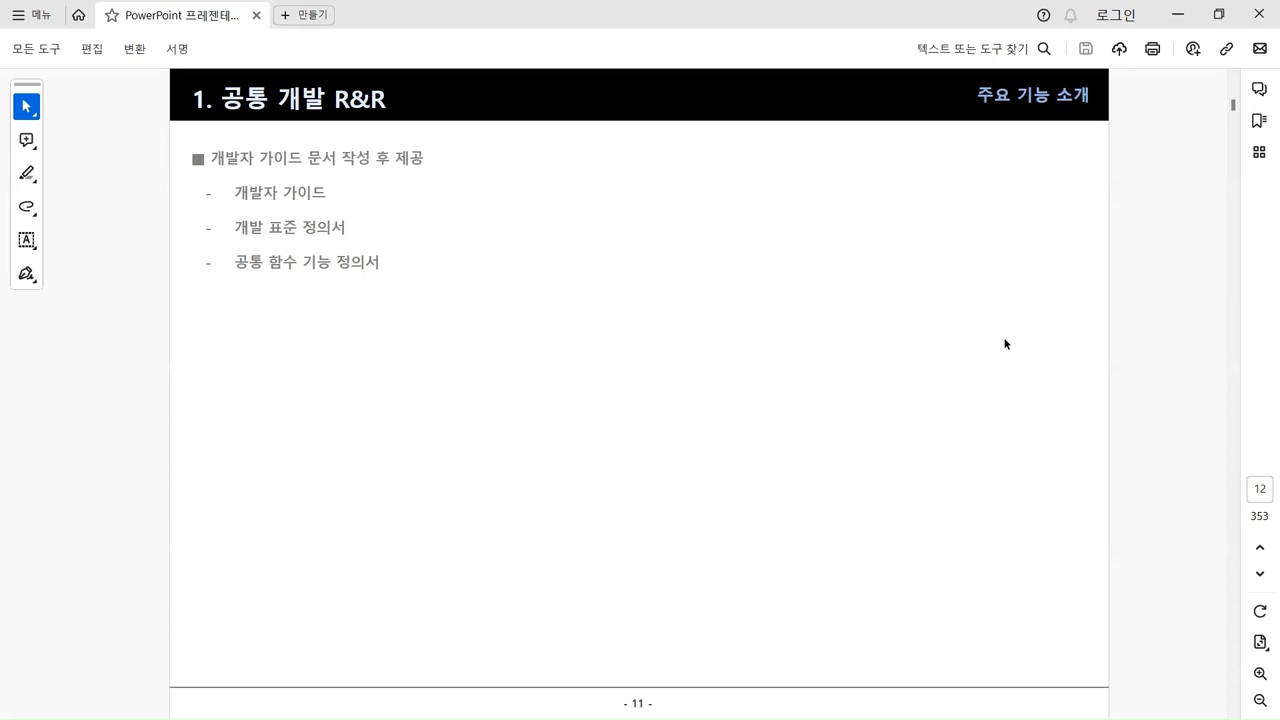 메뉴
PowerPoint 프레젠테...
만들기
로그인
모든 도구 편집 변환 서명
텍스트 또는 도구 찾기
1. 공통 개발 R&R
주요 기능 소개
■ 개발자 가이드 문서 작성 후 제공
- 개발자 가이드
- 개발 표준 정의서
- 공통 함수 기능 정의서
12
353
- 11 -